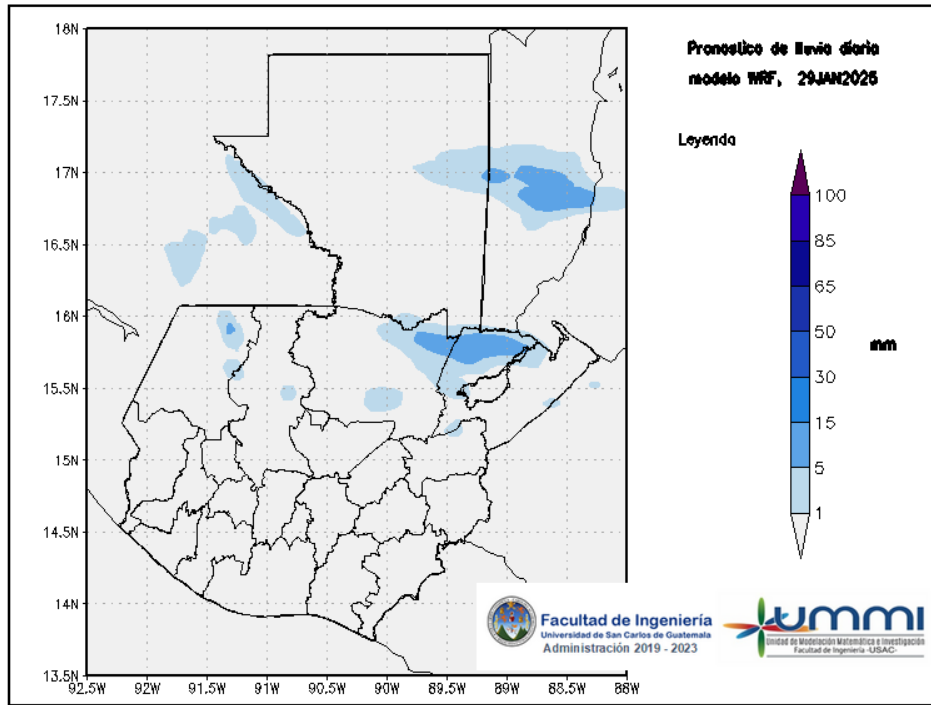 Pronostico de lluvia diaria
modelo WRF, 29JAN2025
Leyenda
100
85
65
50
30
15
5
1
mm
18N
17.5N
17N
16.5N
16N
15.5N
15N
14.5N
14N
13.5N
92.5W
92W
91.5W
91W
90.5W
90W
89.5W
89W
88.5W
88W
Facultad de Ingeniería
Universidad de San Carlos de Guatemala
Administración 2019 - 2023
ummi
Unidad de Modelación Matemática e Investigación
Facultad de Ingeniería -USAC-